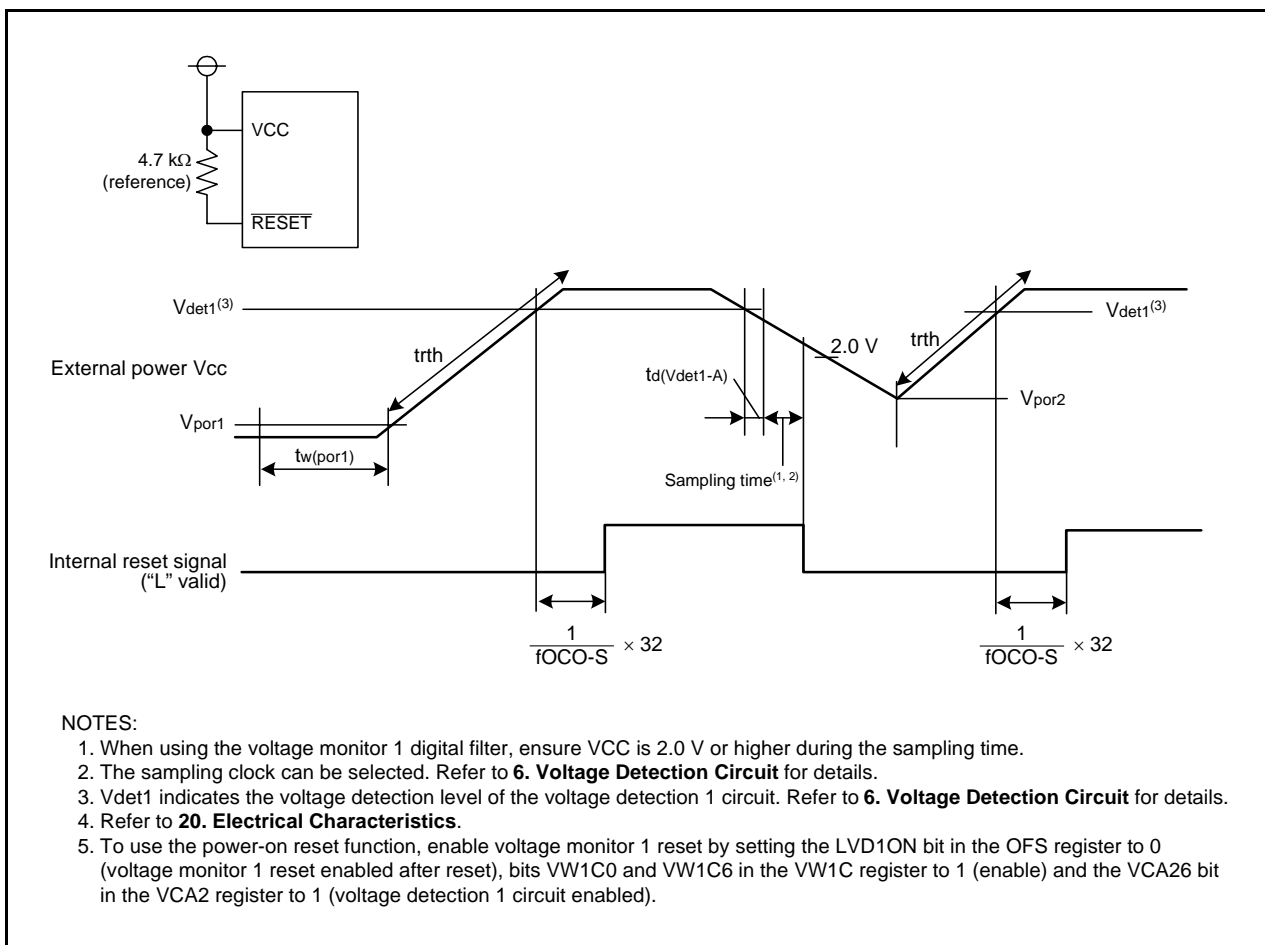 VCC
4.7 kΩ
(reference)
RESET
Vdet1(3)
Vdet1(3)
trth
trth
2.0 V
External power Vcc
td(Vdet1-A)
Vpor1
Vpor2
tw(por1)
Sampling time(1, 2)
Internal reset signal
(“L” valid)
1
fOCO-S
× 32
1
fOCO-S
× 32
NOTES:
1. When using the voltage monitor 1 digital filter, ensure VCC is 2.0 V or higher during the sampling time.
2. The sampling clock can be selected. Refer to 6. Voltage Detection Circuit for details.
3. Vdet1 indicates the voltage detection level of the voltage detection 1 circuit. Refer to 6. Voltage Detection Circuit for details.
4. Refer to 20. Electrical Characteristics.
5. To use the power-on reset function, enable voltage monitor 1 reset by setting the LVD1ON bit in the OFS register to 0
(voltage monitor 1 reset enabled after reset), bits VW1C0 and VW1C6 in the VW1C register to 1 (enable) and the VCA26 bit
in the VCA2 register to 1 (voltage detection 1 circuit enabled).